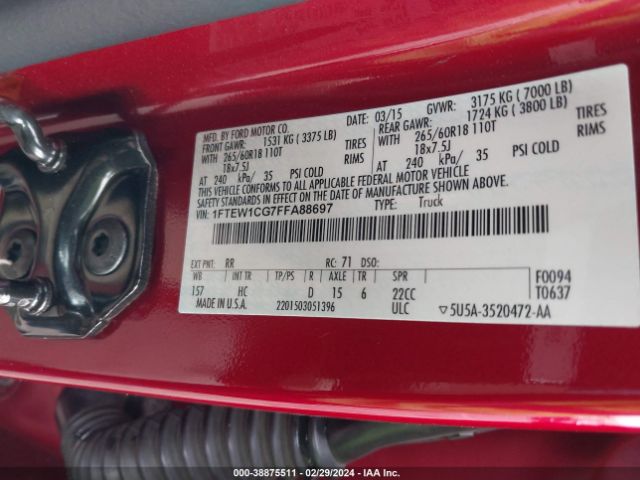 MFD. BY FORD MOTOR CO.
DATE: 03/15 GVWR: 3175 KG ( 7000 LB)
FRONT GAWR: 1531 KG ( 3375 LB)
REAR GAWR: 1724 KG ( 3800 LB)
WITH 265/60R18 110T TIRES
WITH 265/60R18 110T TIRES
18x7.5J RIMS
18x7.5J RIMS
AT 240 kPa/ 35 PSI COLD
AT 240 kPa/ 35 PSI COLD
THIS VEHICLE CONFORMS TO ALL APPLICABLE FEDERAL MOTOR VEHICLE
SAFETY STANDARDS IN EFFECT ON THE DATE OF MANUFACTURE SHOWN ABOVE.
VIN: 1FTEW1CG7FFA88697 TYPE: Truck
EXT PNT: RR RC: 71 DSO:
WB INT TR TP/PS R AXLE TR SPR F0094
157 HC D 15 6 22CC T0637
MADE IN U.S.A. 2201503051396 ULC ▽5U5A-3520472-AA
000-38875511 - 02/29/2024 - IAA Inc.